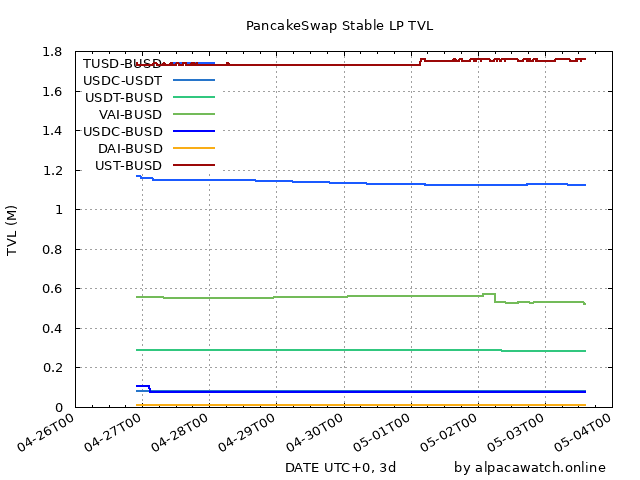 PancakeSwap Stable LP TVL
TVL (M)
1.8
1.6
1.4
1.2
1
0.8
0.6
0.4
0.2
0
TUSD-BUSD
USDC-USDT
USDT-BUSD
VAI-BUSD
USDC-BUSD
DAI-BUSD
UST-BUSD
04-26T00
04-27T00
04-28T00
04-29T00
04-30T00
05-01T00
05-02T00
05-03T00
05-04T00
DATE UTC+0, 3d
by alpacawatch.online